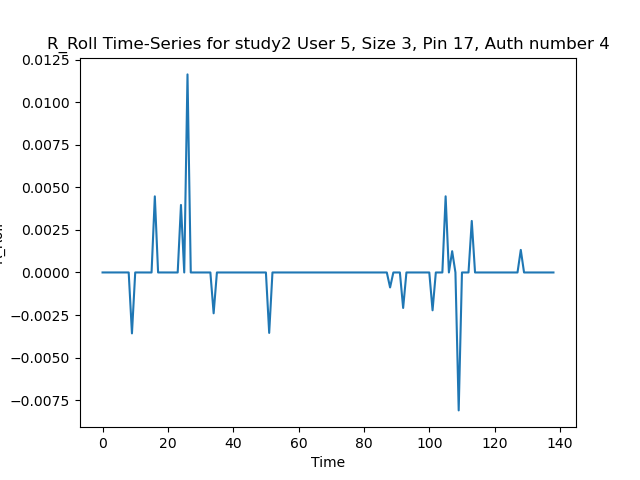 R_Roll Time-Series for study2 User 5, Size 3, Pin 17, Auth number 4
0.0125
0.0100
0.0075
0.0050
0.0025
0.0000
−0.0025
−0.0050
−0.0075
R_Roll
0 20 40 60 80 100 120 140
Time